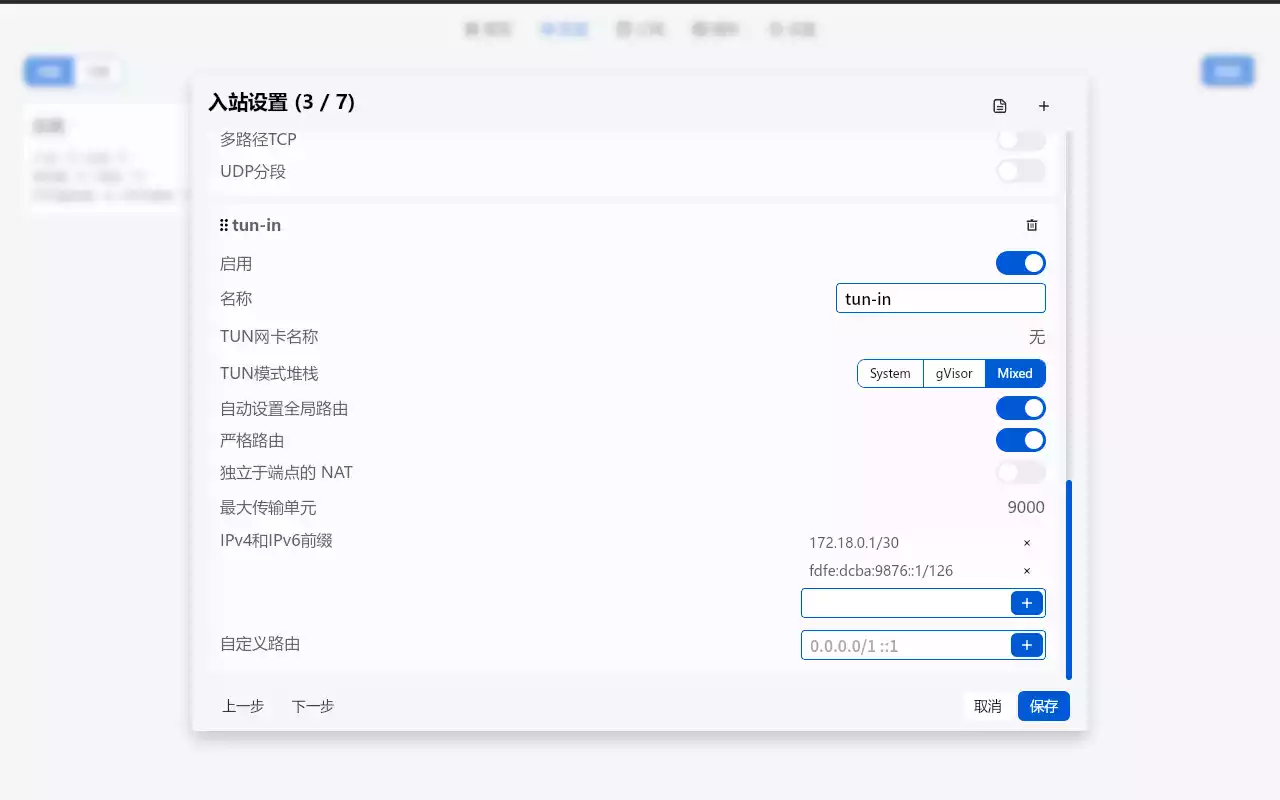 入站设置 (3 / 7)
多路径TCP
UDP分段
tun-in
启用
名称 tun-in
TUN网卡名称 无
TUN模式堆栈 System gVisor Mixed
自动设置全局路由
严格路由
独立于端点的 NAT
最大传输单元 9000
IPv4和IPv6前缀 172.18.0.1/30
fdfe:dcba:9876::1/126
自定义路由 0.0.0.0/1 ::1
上一步 下一步 取消 保存